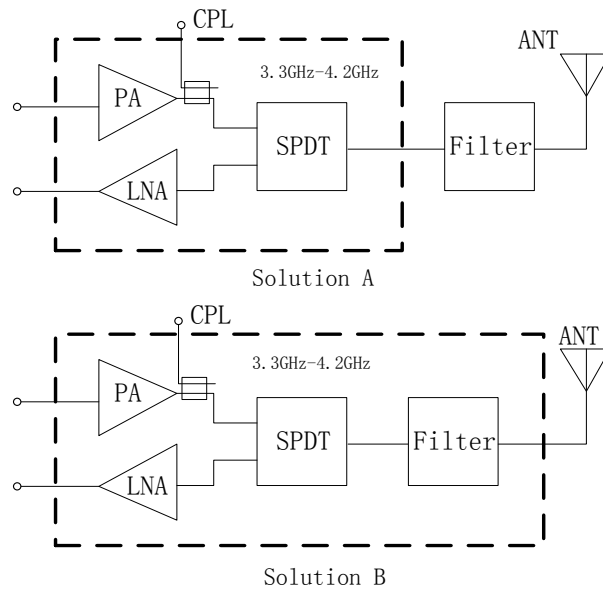 CPL
ANT
3.3GHz-4.2GHz
PA
SPDT
Filter
LNA
Solution A
CPL
ANT
3.3GHz-4.2GHz
PA
SPDT
Filter
LNA
Solution B